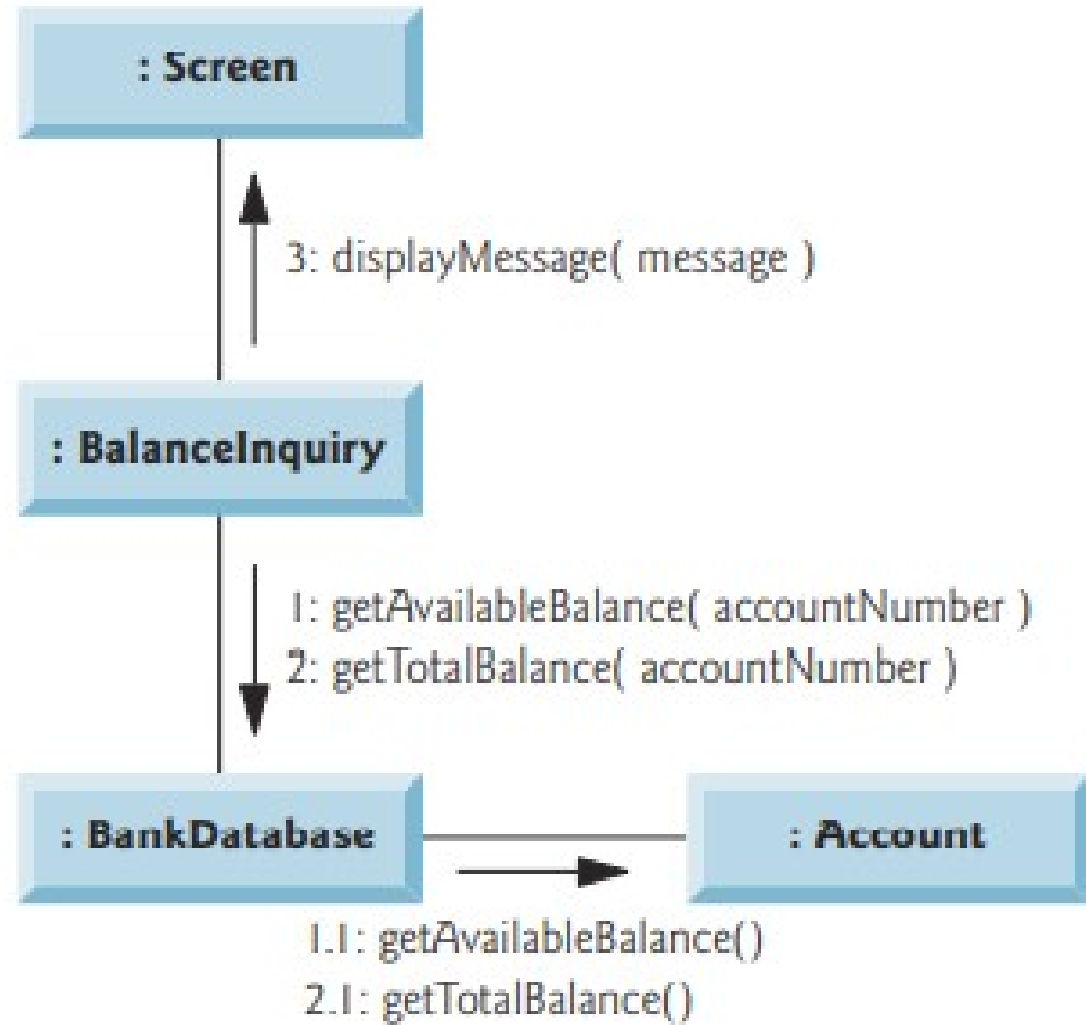 : Screen
3: displayMessage( message )
: BalanceInquiry
1: getAvailableBalance( accountNumber )
2: getTotalBalance( accountNumber )
: BankDatabase
: Account
1.1: getAvailableBalance()
2.1: getTotalBalance()